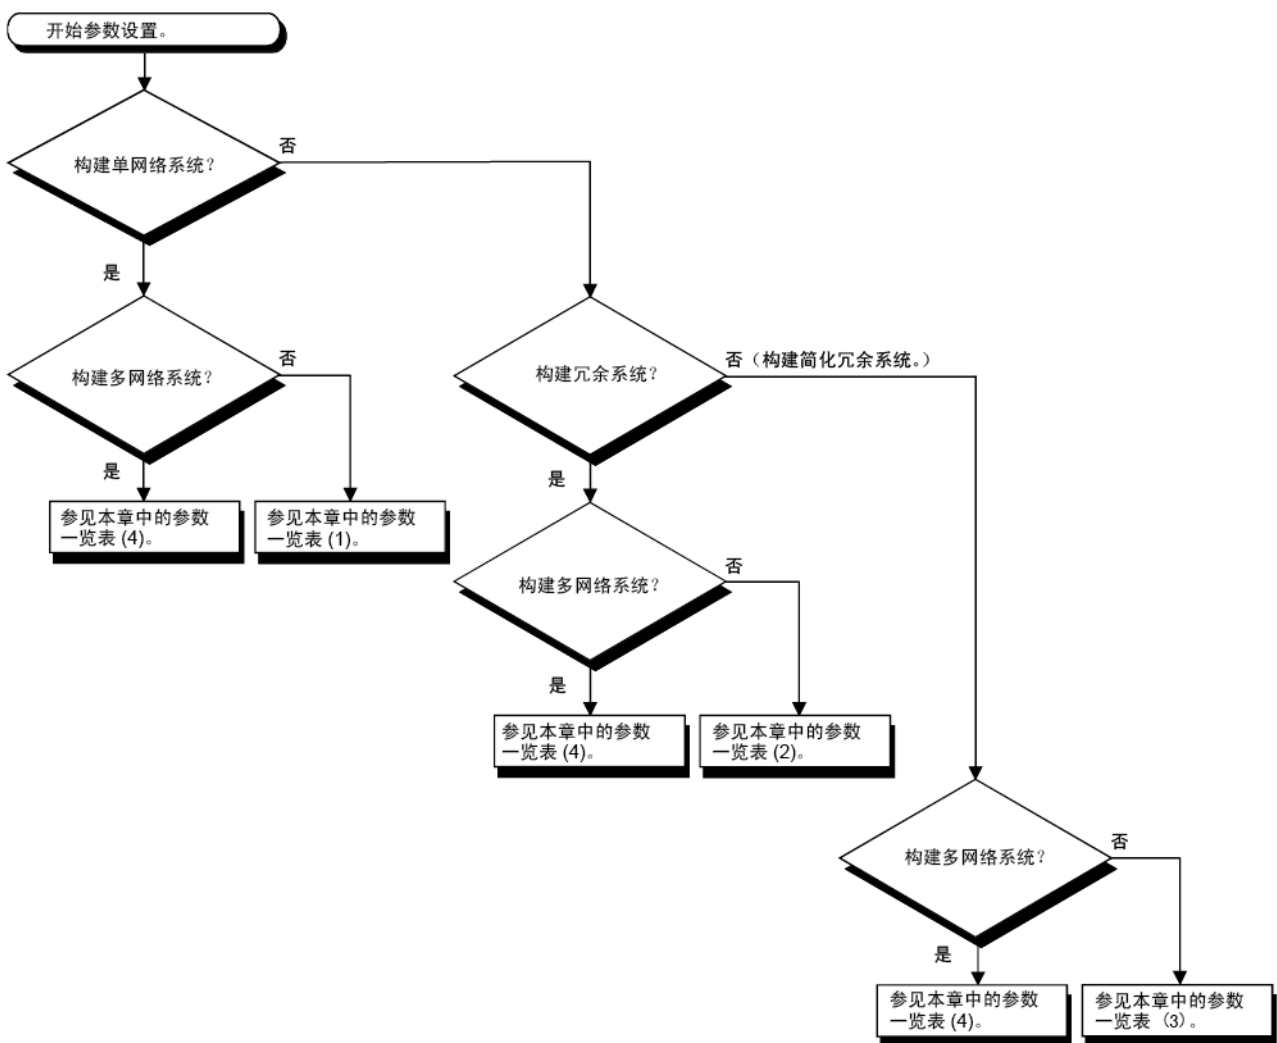 开始参数设置。
构建单网络系统？
否
是
构建多网络系统？
否
是
参见本章中的参数
一览表 (4)。
参见本章中的参数
一览表 (1)。
构建冗余系统？
否（构建简化冗余系统。）
是
构建多网络系统？
否
是
参见本章中的参数
一览表 (4)。
参见本章中的参数
一览表 (2)。
构建多网络系统？
否
是
参见本章中的参数
一览表 (4)。
参见本章中的参数
一览表（3）。